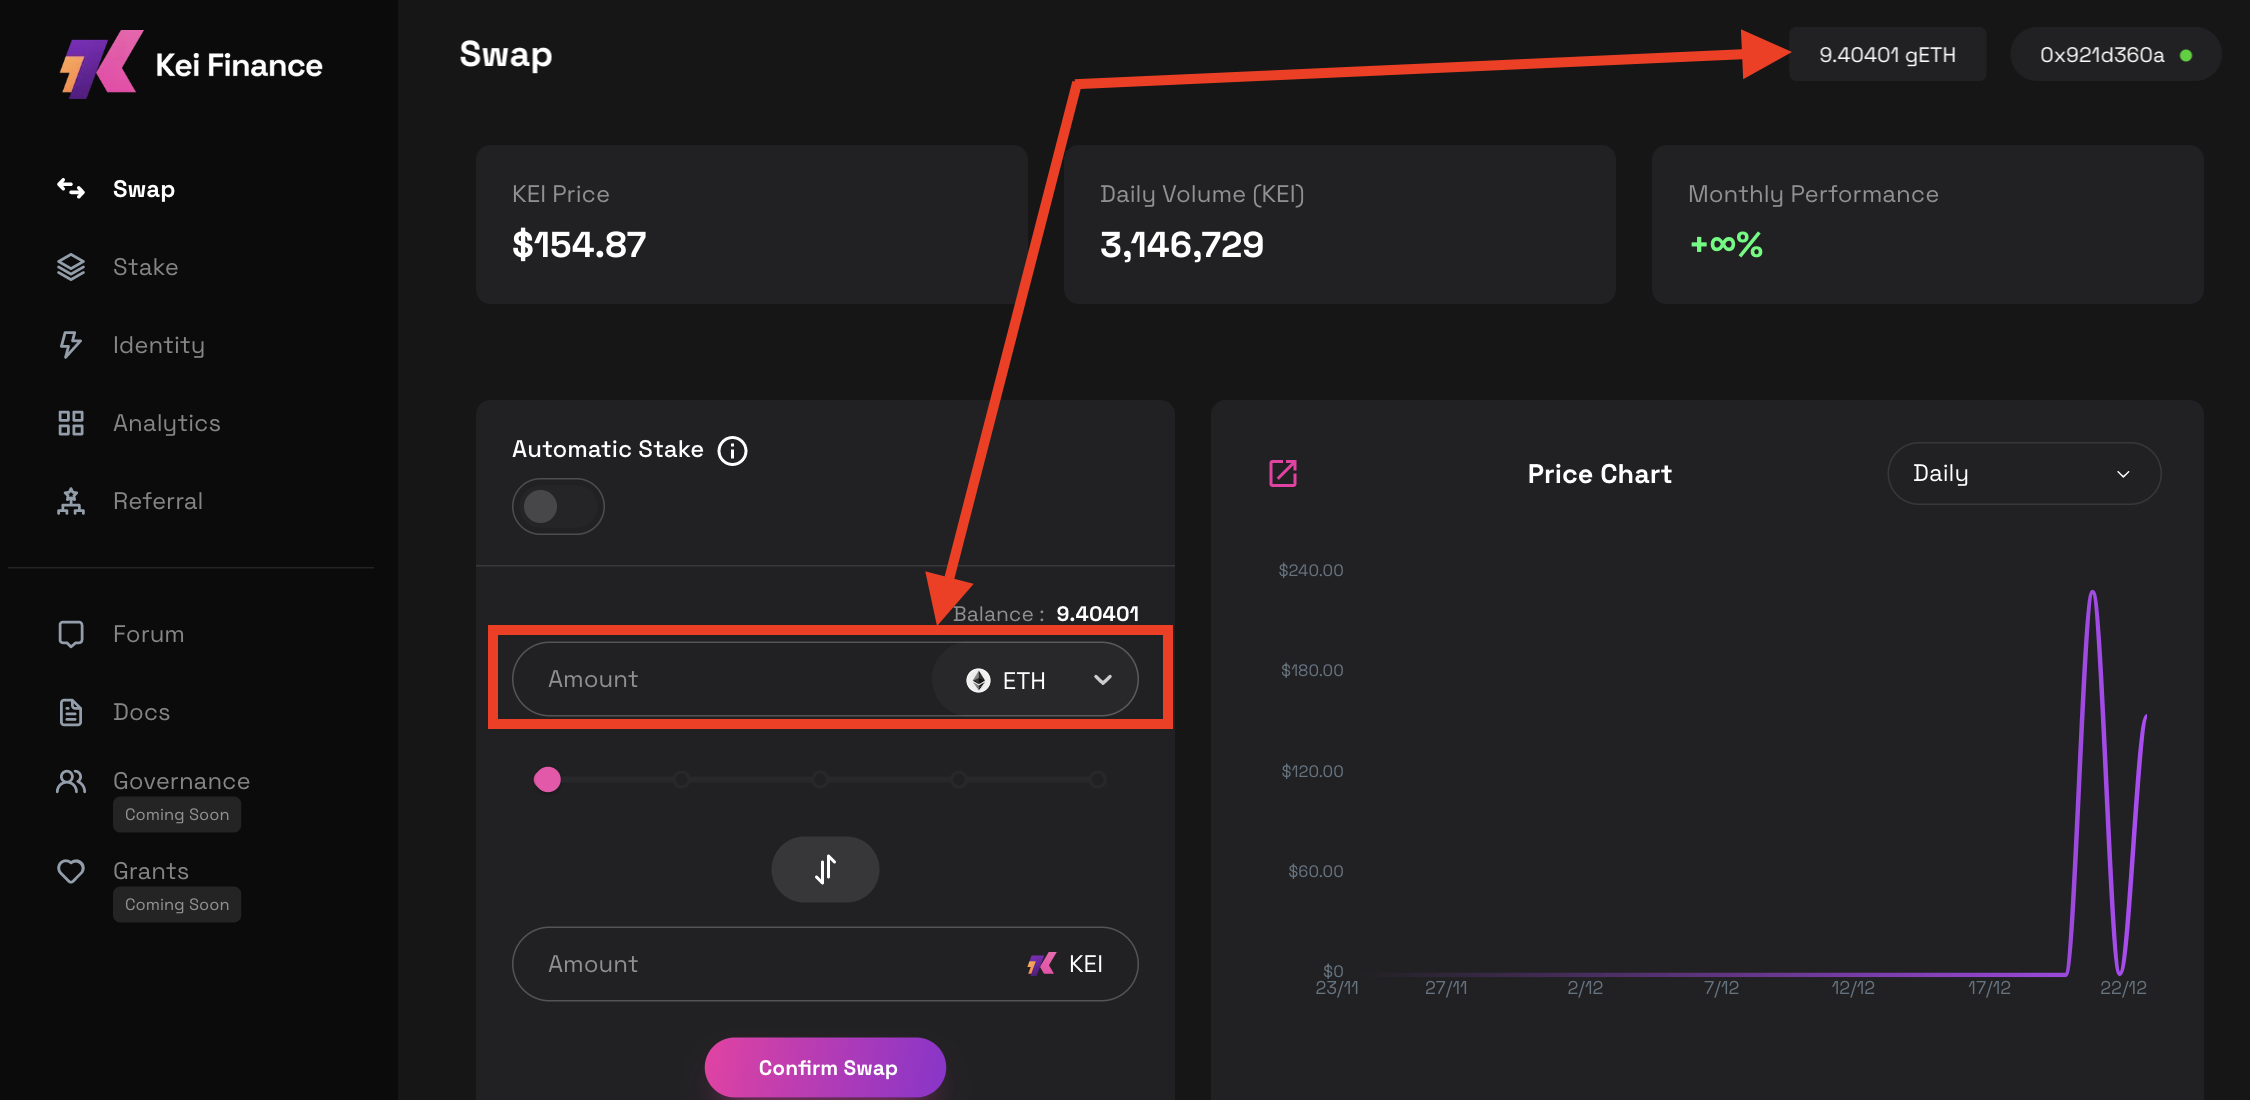 Kei Finance
Swap
Stake
Identity
Analytics
Referral
Forum
Docs
Governance
Coming Soon
Grants
Coming Soon
Swap
9.40401 gETH
0x921d360a
KEI Price
$154.87
Daily Volume (KEI)
3,146,729
Monthly Performance
+∞%
Automatic Stake
Balance : 9.40401
Amount
ETH
Amount
KEI
Confirm Swap
Price Chart
Daily
$240.00
$180.00
$120.00
$60.00
$0
23/11 27/11 2/12 7/12 12/12 17/12 22/12